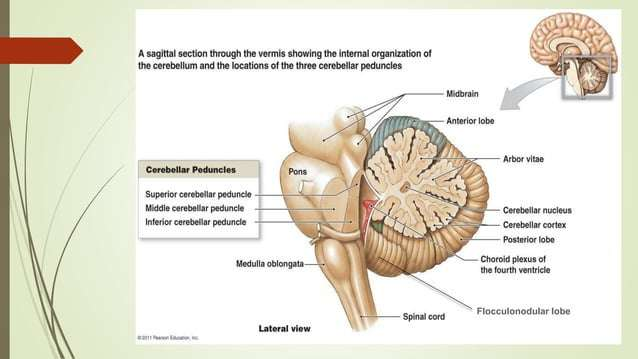 A sagittal section through the vermis showing the internal organization of
the cerebellum and the locations of the three cerebellar peduncles
Midbrain
Anterior lobe
Arbor vitae
Cerebellar Peduncles
Pons
Superior cerebellar peduncle
Middle cerebellar peduncle
Inferior cerebellar peduncle
Cerebellar nucleus
Cerebellar cortex
Posterior lobe
Choroid plexus of
the fourth ventricle
Medulla oblongata
Flocculonodular lobe
Spinal cord
Lateral view
© 2011 Pearson Education, Inc.